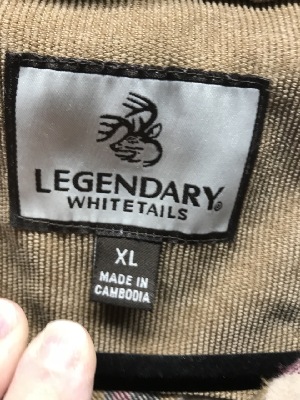 LEGENDARY®
WHITETAILS
XL
MADE IN
CAMBODIA